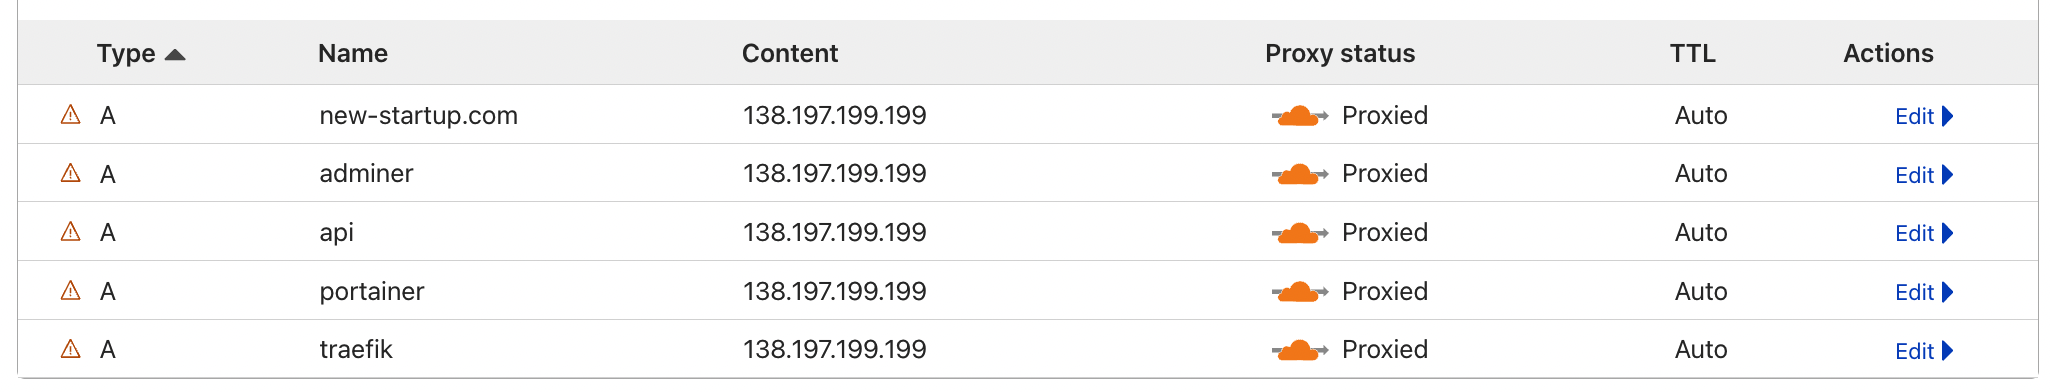 Type Name Content Proxy status TTL Actions
A new-startup.com 138.197.199.199 Proxied Auto Edit
A adminer 138.197.199.199 Proxied Auto Edit
A api 138.197.199.199 Proxied Auto Edit
A portainer 138.197.199.199 Proxied Auto Edit
A traefik 138.197.199.199 Proxied Auto Edit